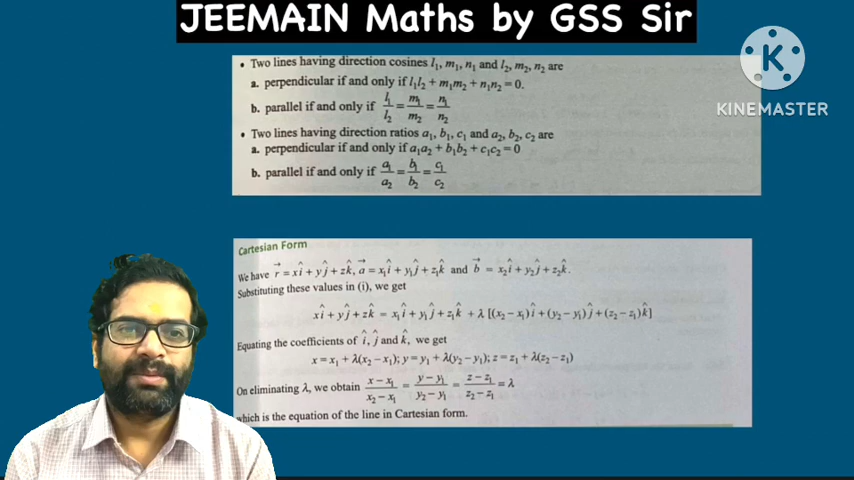 JEEMAIN Maths by GSS Sir
K
KINEMASTER
• Two lines having direction cosines l₁, m₁, n₁ and l₂, m₂, n₂ are
a. perpendicular if and only if l₁l₂ + m₁m₂ + n₁n₂ = 0.
b. parallel if and only if l₁/l₂ = m₁/m₂ = n₁/n₂
• Two lines having direction ratios a₁, b₁, c₁ and a₂, b₂, c₂ are
a. perpendicular if and only if a₁a₂ + b₁b₂ + c₁c₂ = 0
b. parallel if and only if a₁/a₂ = b₁/b₂ = c₁/c₂
Cartesian Form
We have r⃗ = xî + yĵ + zk̂, a⃗ = x₁î + y₁ĵ + z₁k̂ and b⃗ = x₂î + y₂ĵ + z₂k̂.
Substituting these values in (i), we get
xî + yĵ + zk̂ = x₁î + y₁ĵ + z₁k̂ + λ [(x₂ − x₁)î + (y₂ − y₁)ĵ + (z₂ − z₁)k̂]
Equating the coefficients of î, ĵ and k̂, we get
x = x₁ + λ(x₂ − x₁); y = y₁ + λ(y₂ − y₁); z = z₁ + λ(z₂ − z₁)
On eliminating λ, we obtain (x − x₁)/(x₂ − x₁) = (y − y₁)/(y₂ − y₁) = (z − z₁)/(z₂ − z₁) = λ
which is the equation of the line in Cartesian form.